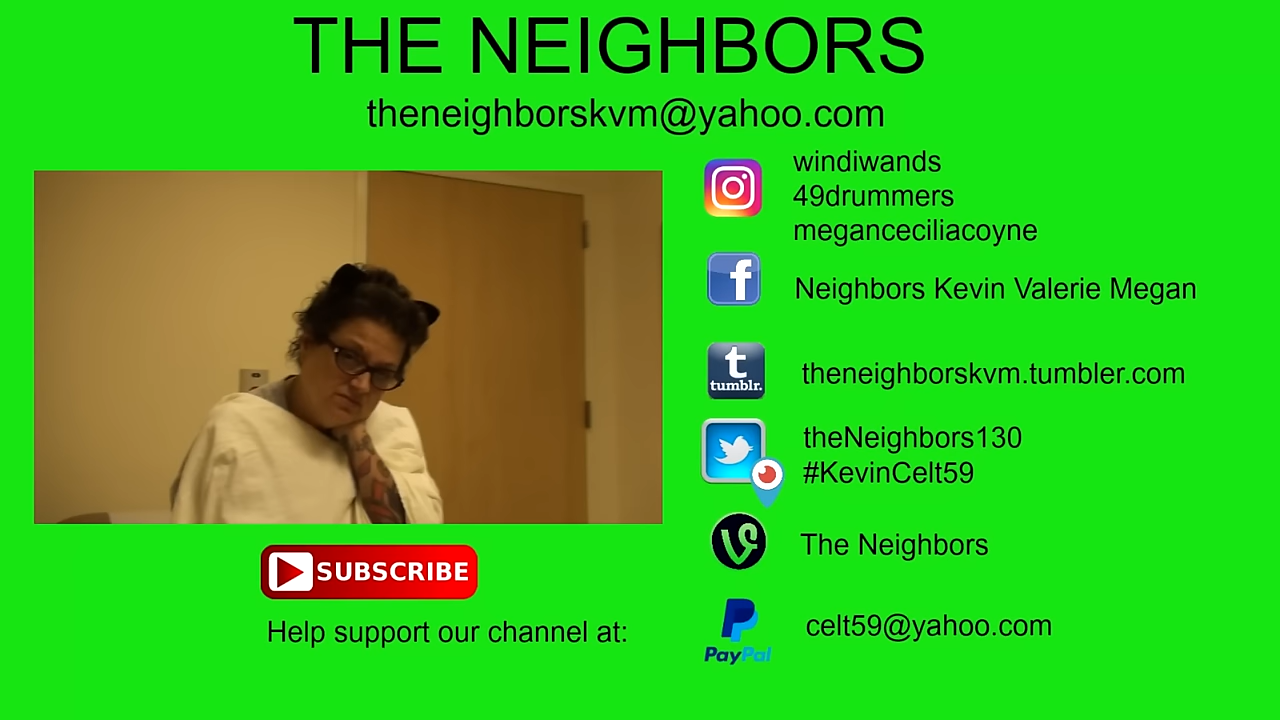 THE NEIGHBORS
theneighborskvm@yahoo.com
windiwands
49drummers
meganceciliacoyne
f
Neighbors Kevin Valerie Megan
t
tumblr.
theneighborskvm.tumbler.com
theNeighbors130
#KevinCelt59
The Neighbors
SUBSCRIBE
Help support our channel at:
PayPal
celt59@yahoo.com